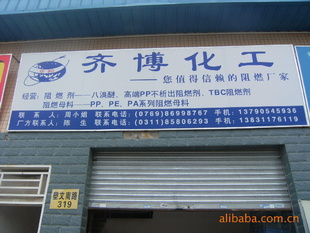 齐博化工
——您值得信赖的阻燃厂家
经营:阻燃剂——八溴醚、高端PP不析出阻燃剂、TBC阻燃剂
阻燃母料——PP、PE、PA系列阻燃母料
联系人:周小姐 联系电话:(0769)86998767 手机:13790545936
厂方联系人:陈生 联系电话:(0311)85806293 手机:13831176119
荣文南路
319
alibaba.com.cn